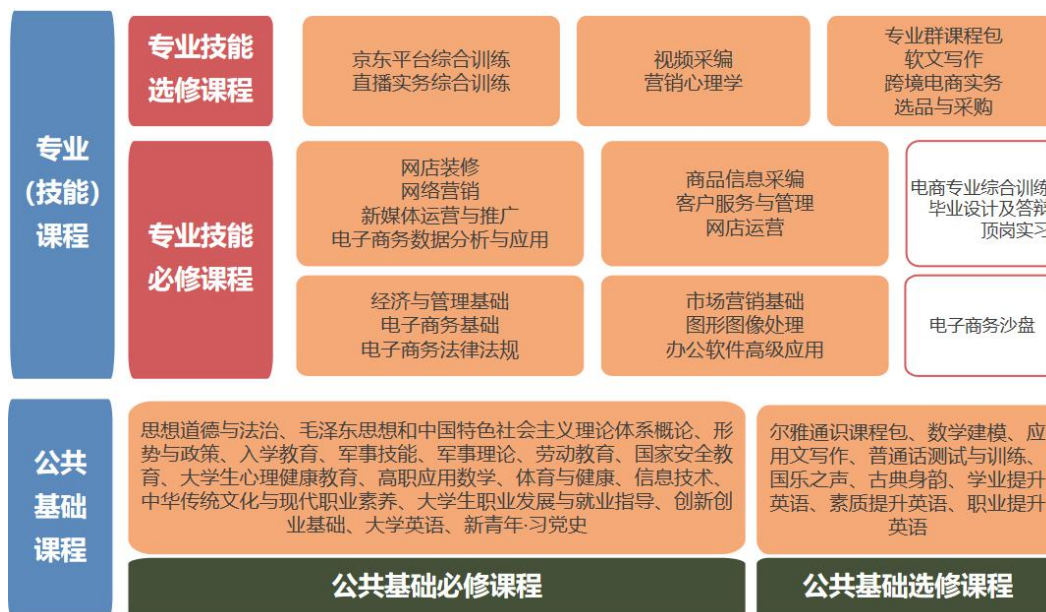 专业
(技能)
课程
专业技能
选修课程
京东平台综合训练
直播实务综合训练
视频采编
营销心理学
专业群课程包
软文写作
跨境电商实务
选品与采购
专业技能
必修课程
网店装修
网络营销
新媒体运营与推广
电子商务数据分析与应用
商品信息采编
客户服务与管理
网店运营
电商专业综合训练
毕业设计及答辩
顶岗实习
经济与管理基础
电子商务基础
电子商务法律法规
市场营销基础
图形图像处理
办公软件高级应用
电子商务沙盘
公共
基础
课程
思想道德与法治、毛泽东思想和中国特色社会主义理论体系概论、形
势与政策、入学教育、军事技能、军事理论、劳动教育、国家安全教
育、大学生心理健康教育、高职应用数学、体育与健康、信息技术、
中华传统文化与现代职业素养、大学生职业发展与就业指导、创新创
业基础、大学英语、新青年·习党史
尔雅通识课程包、数学建模、应
用文写作、普通话测试与训练、
国乐之声、古典身韵、学业提升
英语、素质提升英语、职业提升
英语
公共基础必修课程
公共基础选修课程